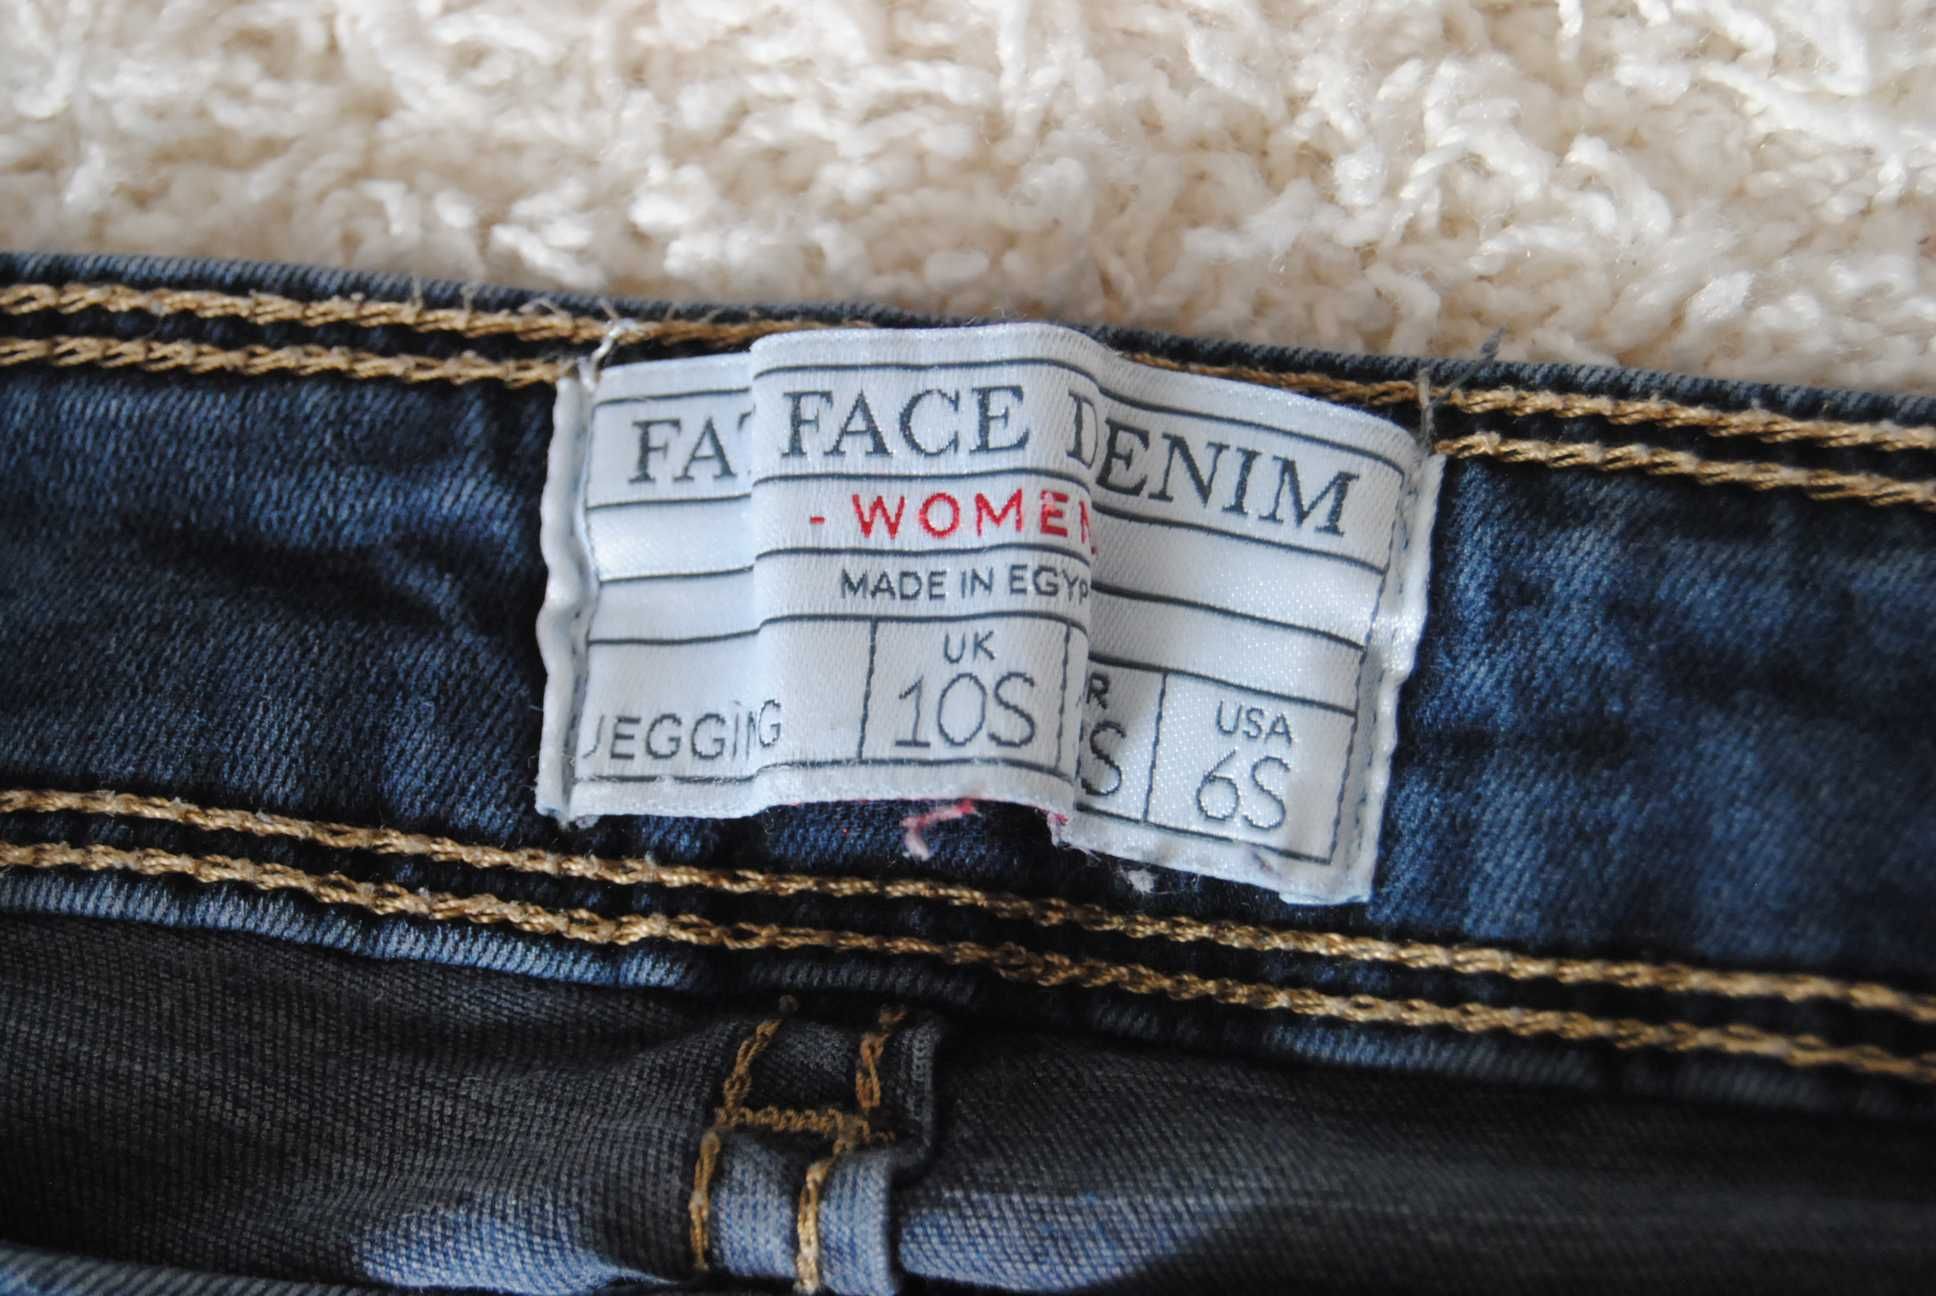 FA FACE DENIM
- WOMEN
MADE IN EGYP
JEGGING UK 10S R S USA 6S